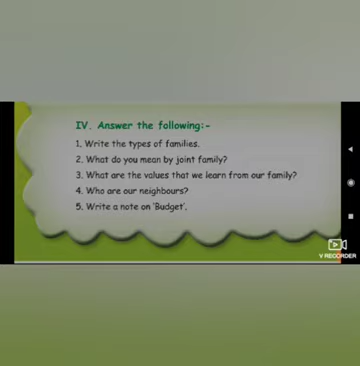 IV. Answer the following:-
1. Write the types of families.
2. What do you mean by joint family?
3. What are the values that we learn from our family?
4. Who are our neighbours?
5. Write a note on 'Budget'.
V RECORDER